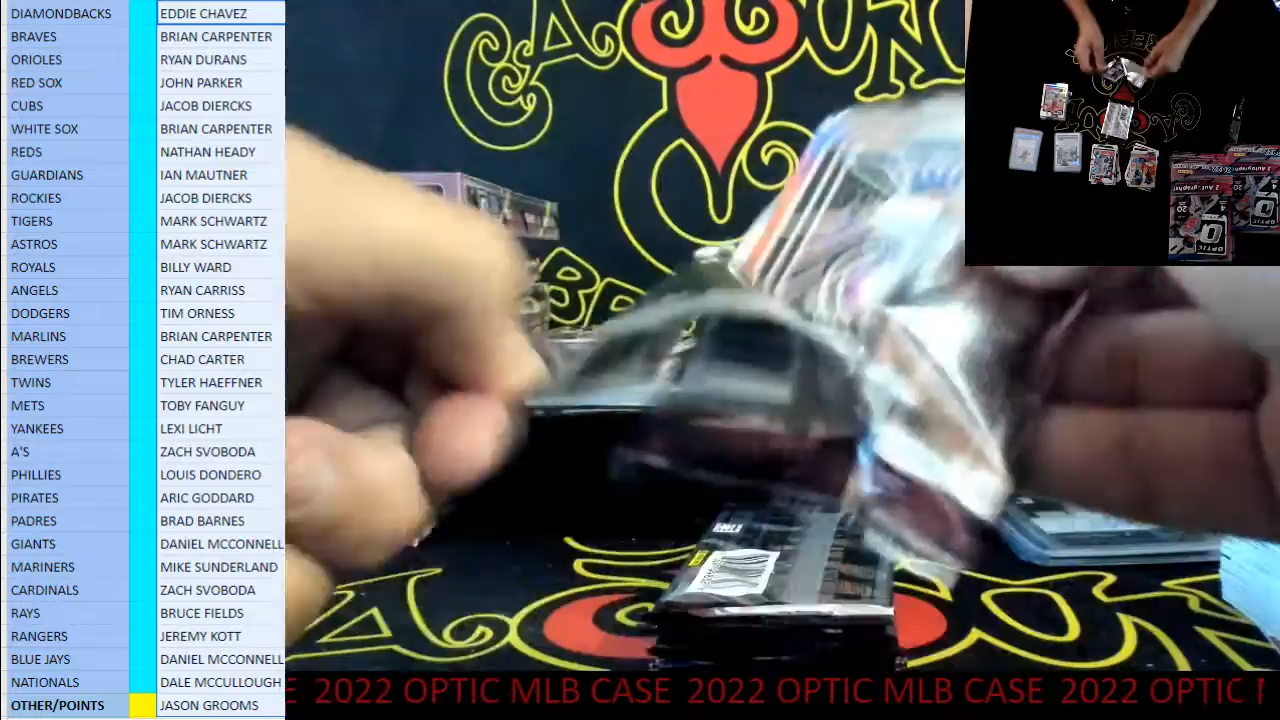 DIAMONDBACKS EDDIE CHAVEZ
BRAVES BRIAN CARPENTER
ORIOLES RYAN DURANS
RED SOX JOHN PARKER
CUBS JACOB DIERCKS
WHITE SOX BRIAN CARPENTER
REDS NATHAN HEADY
GUARDIANS IAN MAUTNER
ROCKIES JACOB DIERCKS
TIGERS MARK SCHWARTZ
ASTROS MARK SCHWARTZ
ROYALS BILLY WARD
ANGELS RYAN CARRISS
DODGERS TIM ORNESS
MARLINS BRIAN CARPENTER
BREWERS CHAD CARTER
TWINS TYLER HAEFFNER
METS TOBY FANGUY
YANKEES LEXI LICHT
A'S ZACH SVOBODA
PHILLIES LOUIS DONDERO
PIRATES ARIC GODDARD
PADRES BRAD BARNES
GIANTS DANIEL MCCONNELL
MARINERS MIKE SUNDERLAND
CARDINALS ZACH SVOBODA
RAYS BRUCE FIELDS
RANGERS JEREMY KOTT
BLUE JAYS DANIEL MCCONNELL
NATIONALS DALE MCCULLOUGH
OTHER/POINTS JASON GROOMS
E 2022 OPTIC MLB CASE 2022 OPTIC MLB CASE 2022 OPTIC